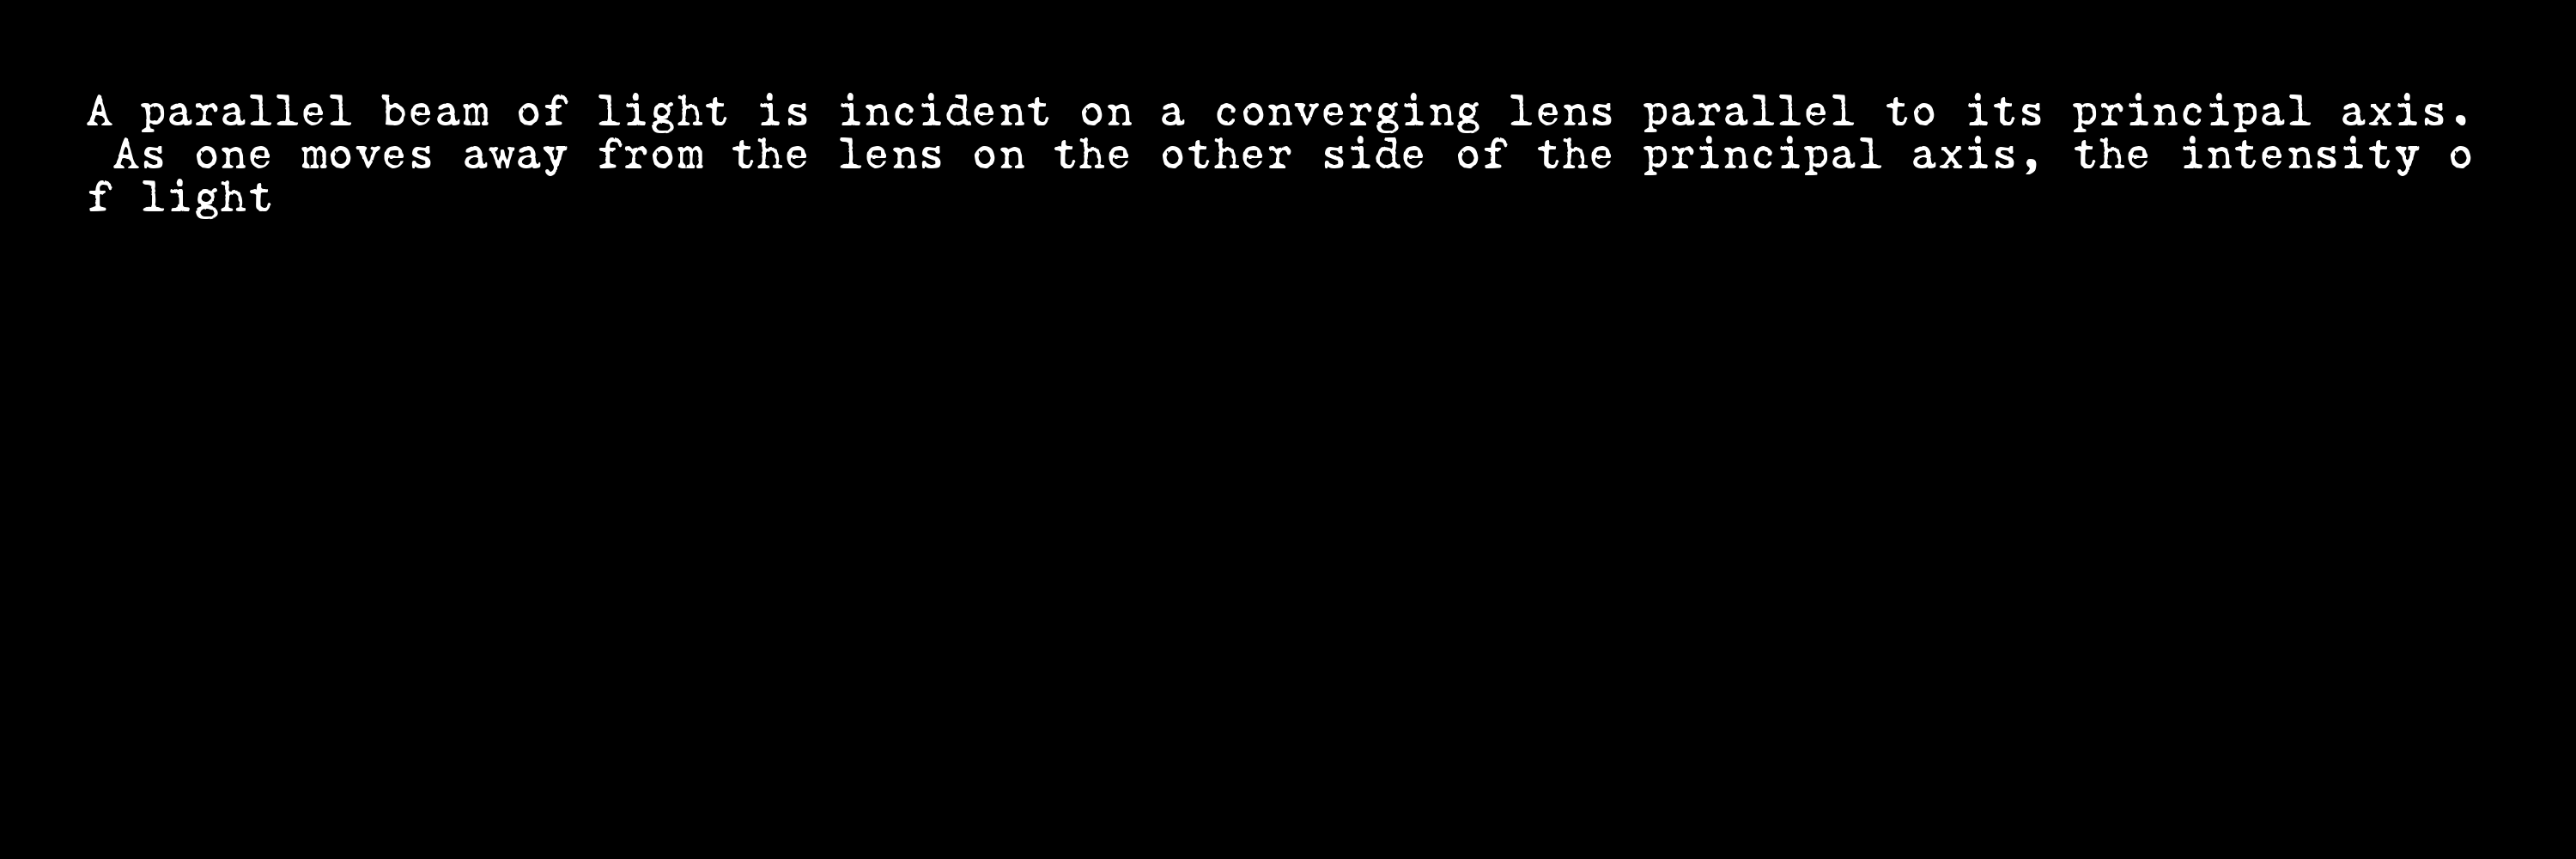 A parallel beam of light is incident on a converging lens parallel to its principal axis.
 As one moves away from the lens on the other side of the principal axis, the intensity o
f light